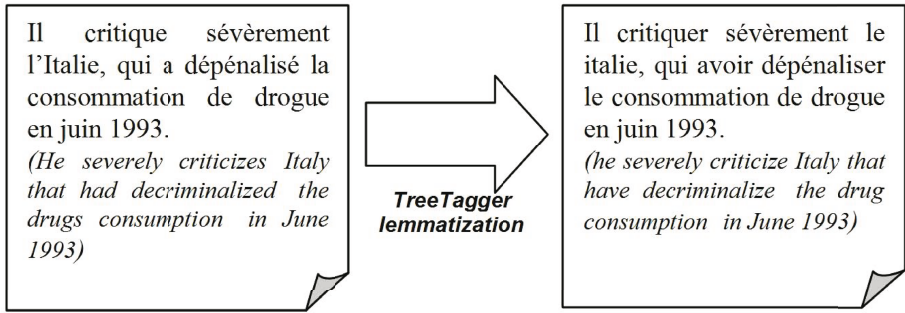 Il critique sévèrement
l'Italie, qui a dépénalisé la
consommation de drogue
en juin 1993.
(He severely criticizes Italy
that had decriminalized the
drugs consumption in June
1993)
TreeTagger
lemmatization
Il critiquer sévèrement le
italie, qui avoir dépénaliser
le consommation de drogue
en juin 1993.
(he severely criticize Italy that
have decriminalize the drug
consumption in June 1993)